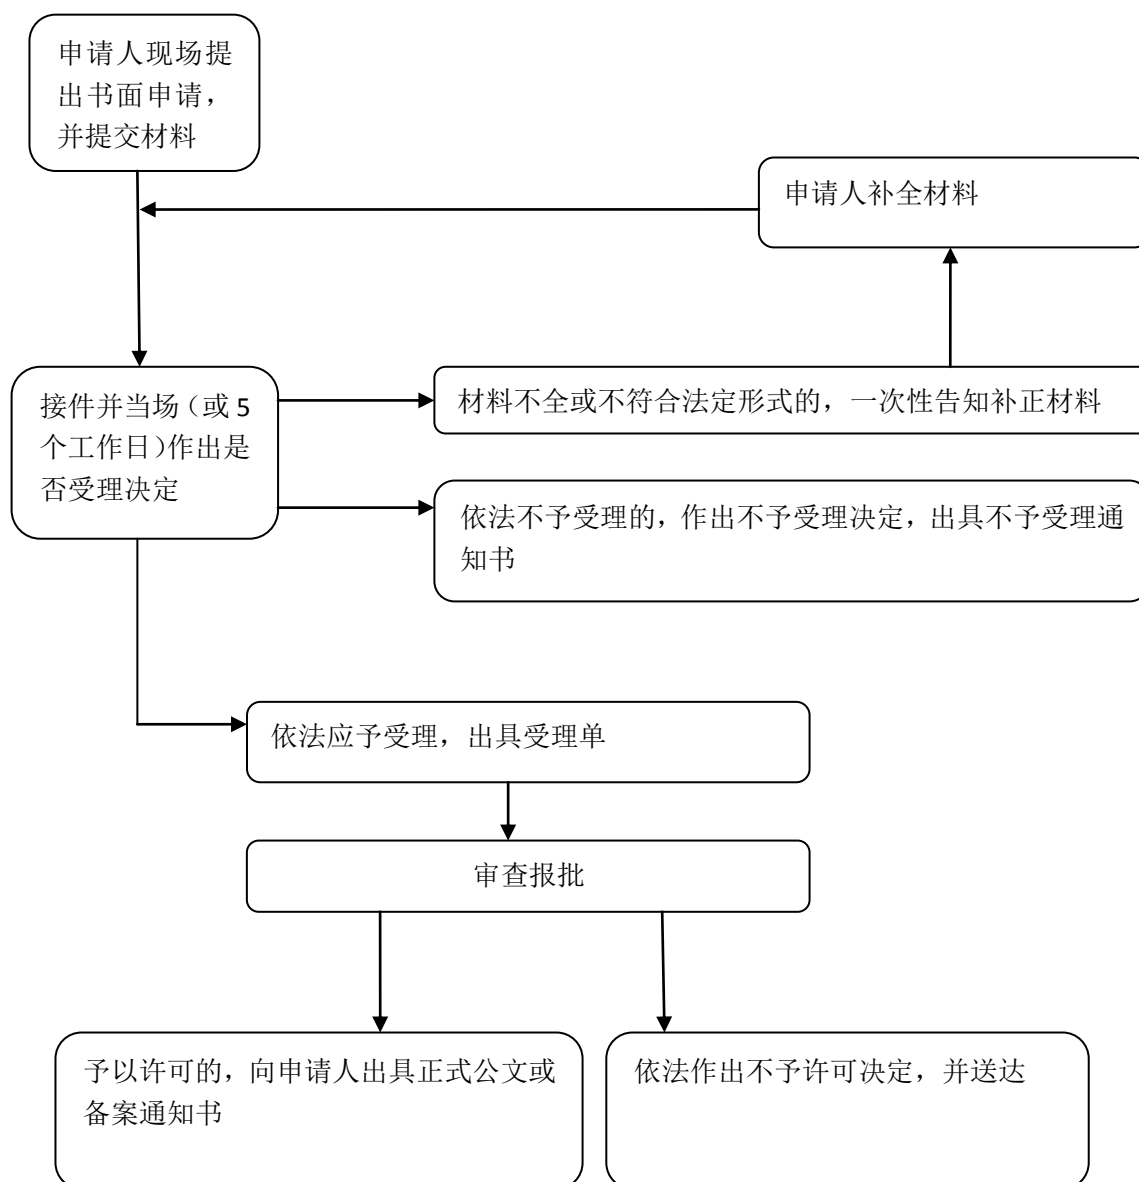 申请人现场提
出书面申请，
并提交材料
申请人补全材料
接件并当场（或 5
个工作日）作出是
否受理决定
材料不全或不符合法定形式的，一次性告知补正材料
依法不予受理的，作出不予受理决定，出具不予受理通
知书
依法应予受理，出具受理单
审查报批
予以许可的，向申请人出具正式公文或
备案通知书
依法作出不予许可决定，并送达